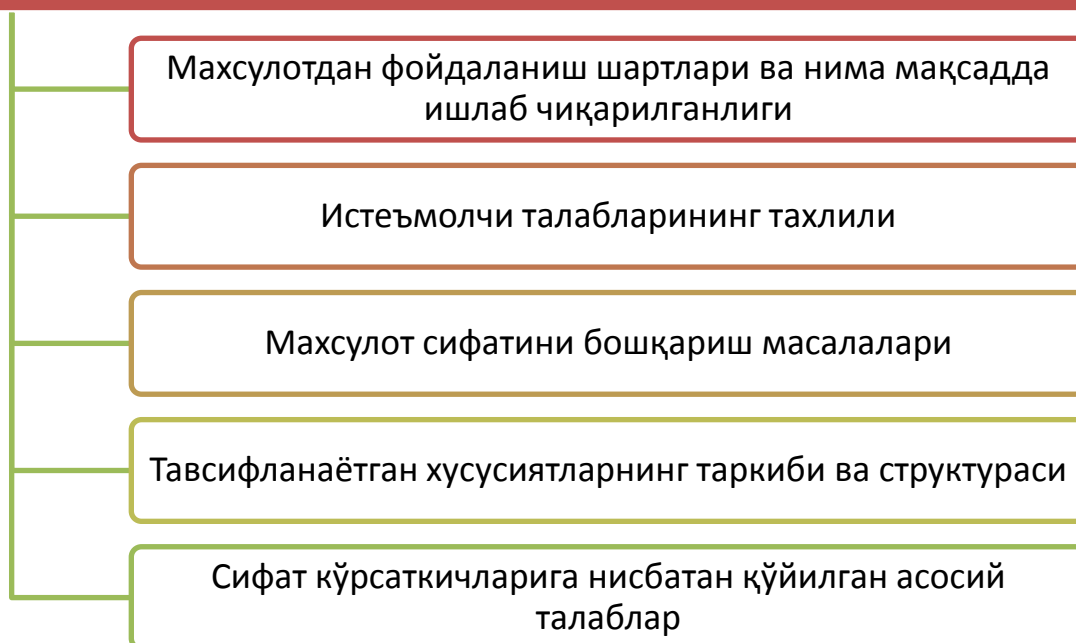 Махсулотдан фойдаланиш шартлари ва нима мақсадда
ишлаб чиқарилганлиги
Истеъмолчи талабларининг тахлили
Махсулот сифатини бошқариш масалалари
Тавсифланаётган хусусиятларнинг таркиби ва структураси
Сифат кўрсаткичларига нисбатан қўйилган асосий
талаблар